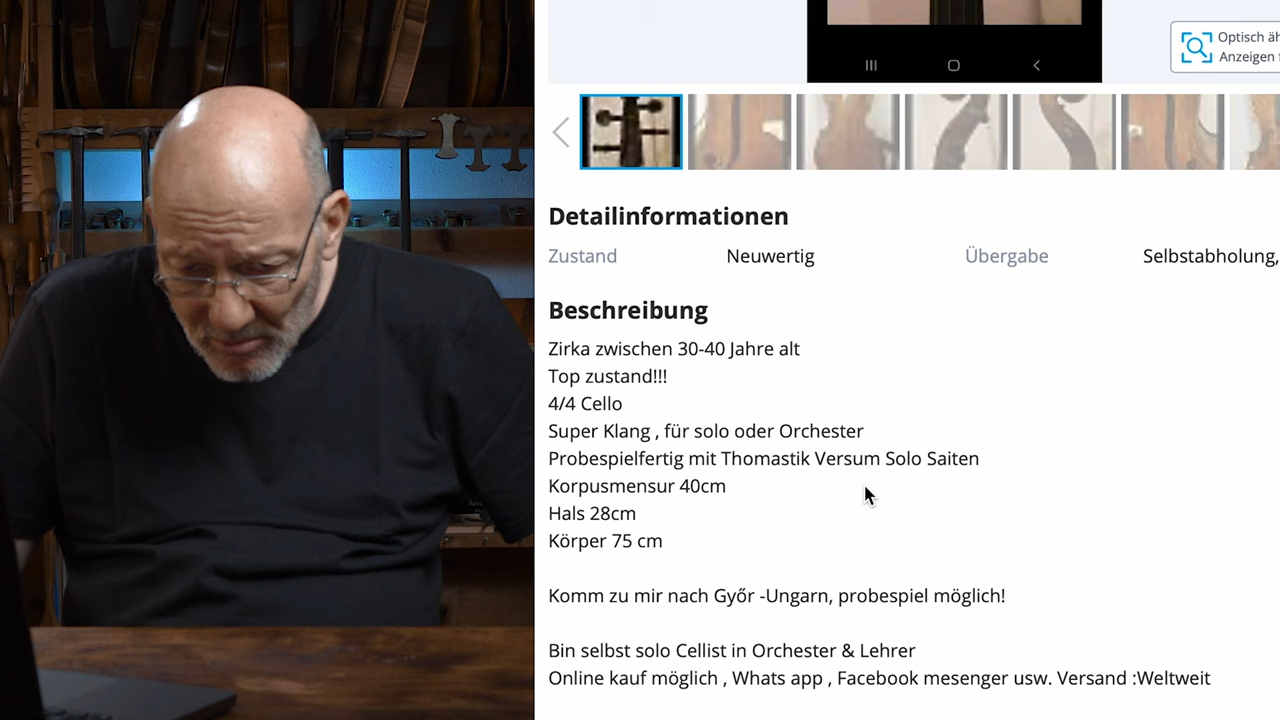 Optisch äh
Anzeigen f
Detailinformationen
Zustand Neuwertig Übergabe Selbstabholung,
Beschreibung
Zirka zwischen 30-40 Jahre alt
Top zustand!!!
4/4 Cello
Super Klang , für solo oder Orchester
Probespielfertig mit Thomastik Versum Solo Saiten
Korpusmensur 40cm
Hals 28cm
Körper 75 cm
Komm zu mir nach Győr -Ungarn, probespiel möglich!
Bin selbst solo Cellist in Orchester & Lehrer
Online kauf möglich , Whats app , Facebook mesenger usw. Versand :Weltweit